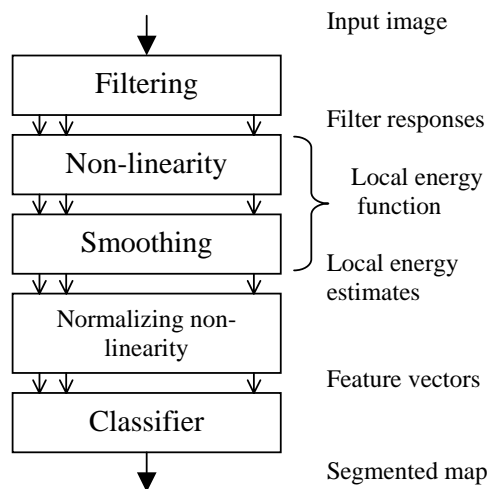 Input image
Filtering
Filter responses
Non-linearity
Local energy
function
Smoothing
Local energy
estimates
Normalizing non-
linearity
Feature vectors
Classifier
Segmented map